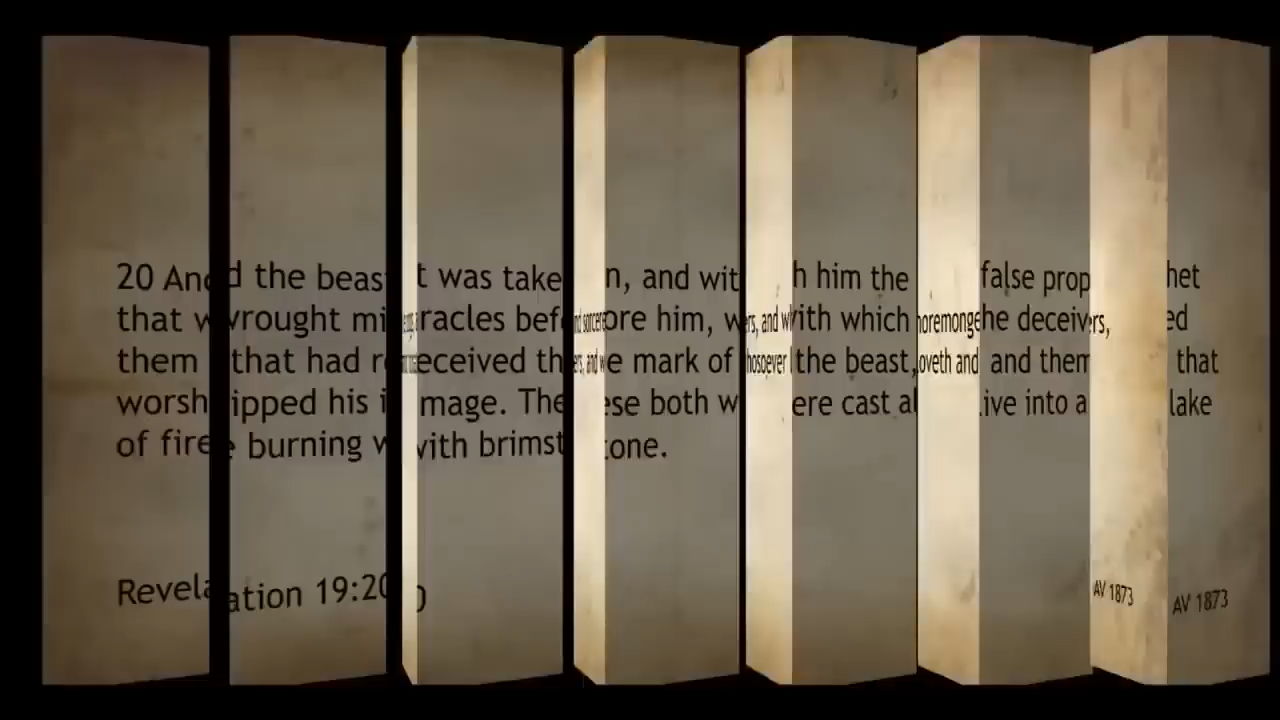 20 And the beast was taken, and with him the false prophet
that wrought miracles before him, with which he deceived
them that had received the mark of the beast, and them that
worshipped his image. These both were cast alive into a lake
of fire burning with brimstone.
Revelation 19:20
AV 1873
AV 1873